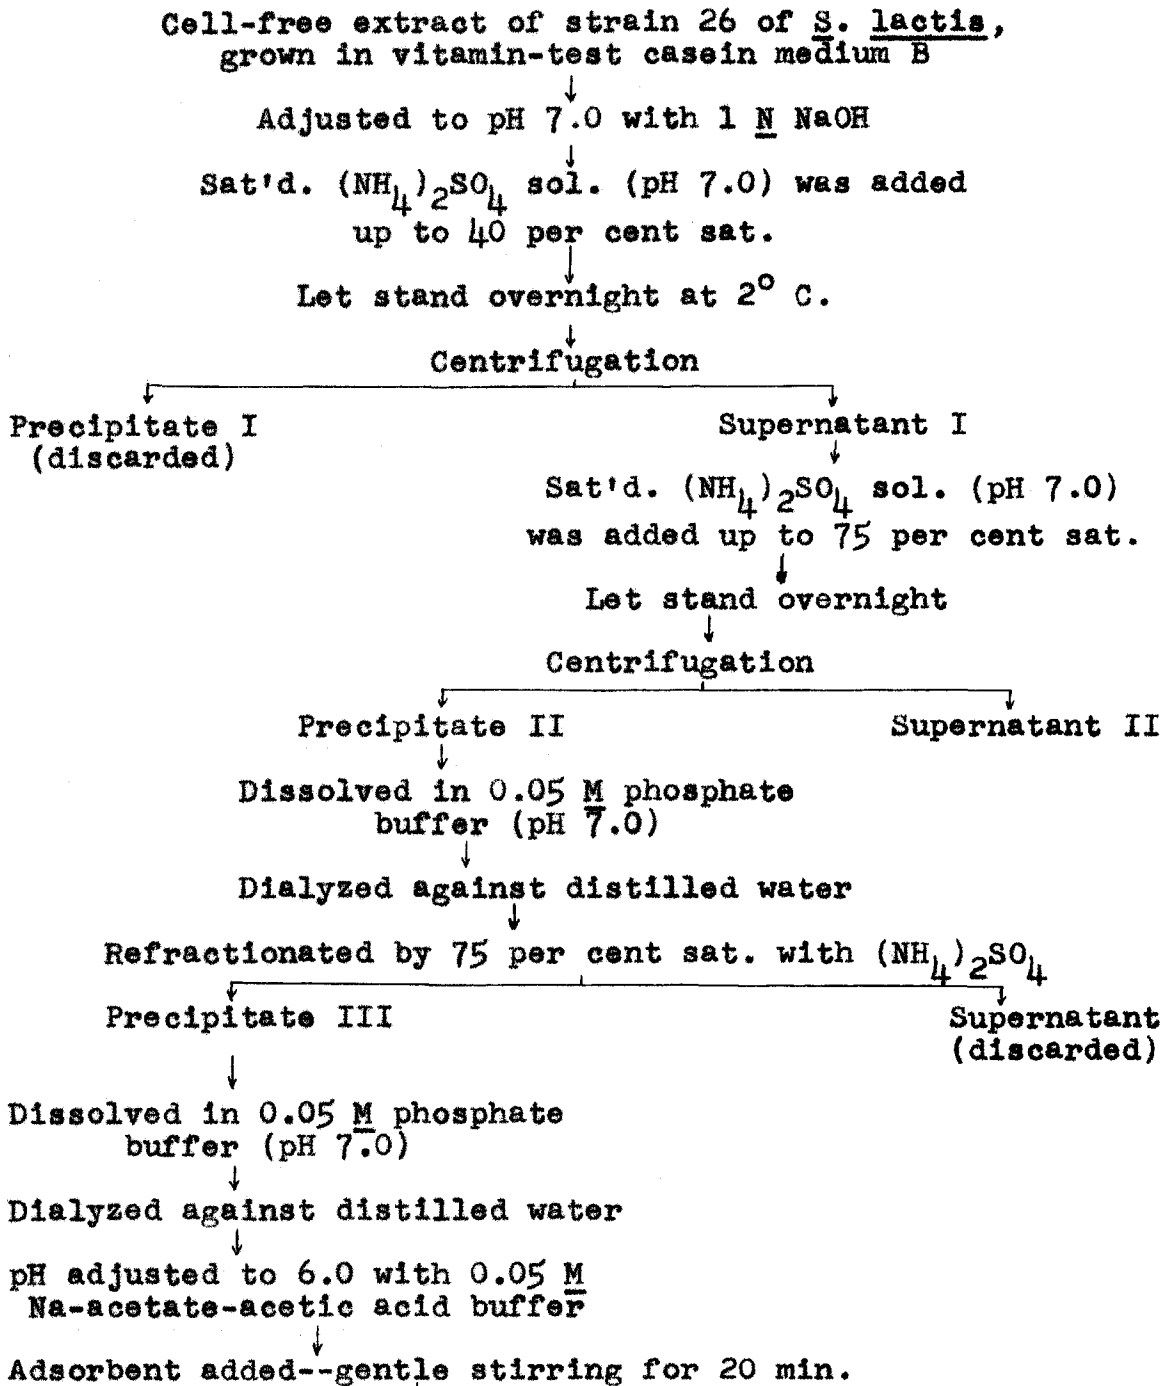 Cell-free extract of strain 26 of S. lactis,
grown in vitamin-test casein medium B
Adjusted to pH 7.0 with 1 N NaOH
Sat'd. (NH4)2SO4 sol. (pH 7.0) was added
up to 40 per cent sat.
Let stand overnight at 2° C.
Centrifugation
Precipitate I
(discarded)
Supernatant I
Sat'd. (NH4)2SO4 sol. (pH 7.0)
was added up to 75 per cent sat.
Let stand overnight
Centrifugation
Precipitate II
Supernatant II
Dissolved in 0.05 M phosphate
buffer (pH 7.0)
Dialyzed against distilled water
Refractionated by 75 per cent sat. with (NH4)2SO4
Precipitate III
Supernatant
(discarded)
Dissolved in 0.05 M phosphate
buffer (pH 7.0)
Dialyzed against distilled water
pH adjusted to 6.0 with 0.05 M
Na-acetate-acetic acid buffer
Adsorbent added--gentle stirring for 20 min.